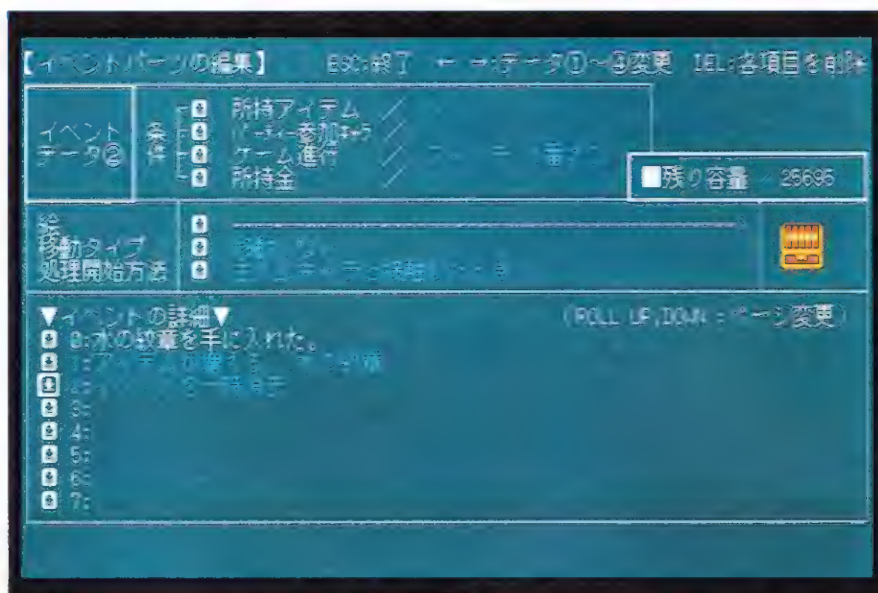 【イベントパーツの編集】 ESC:終了 ← →:データ①～④変更 DEL:各項目を削除
イベント
データ②
条件
所持アイテム ／
パーティー参加キャラ ／
ゲーム進行 ／
所持金 ／
■残り容量 25695
絵
移動タイプ
処理開始方法
▼イベントの詳細▼ (ROLL UP,DOWN:ページ変更)
0:水の紋章を手に入れた。
1:
2:
3:
4:
5:
6:
7: